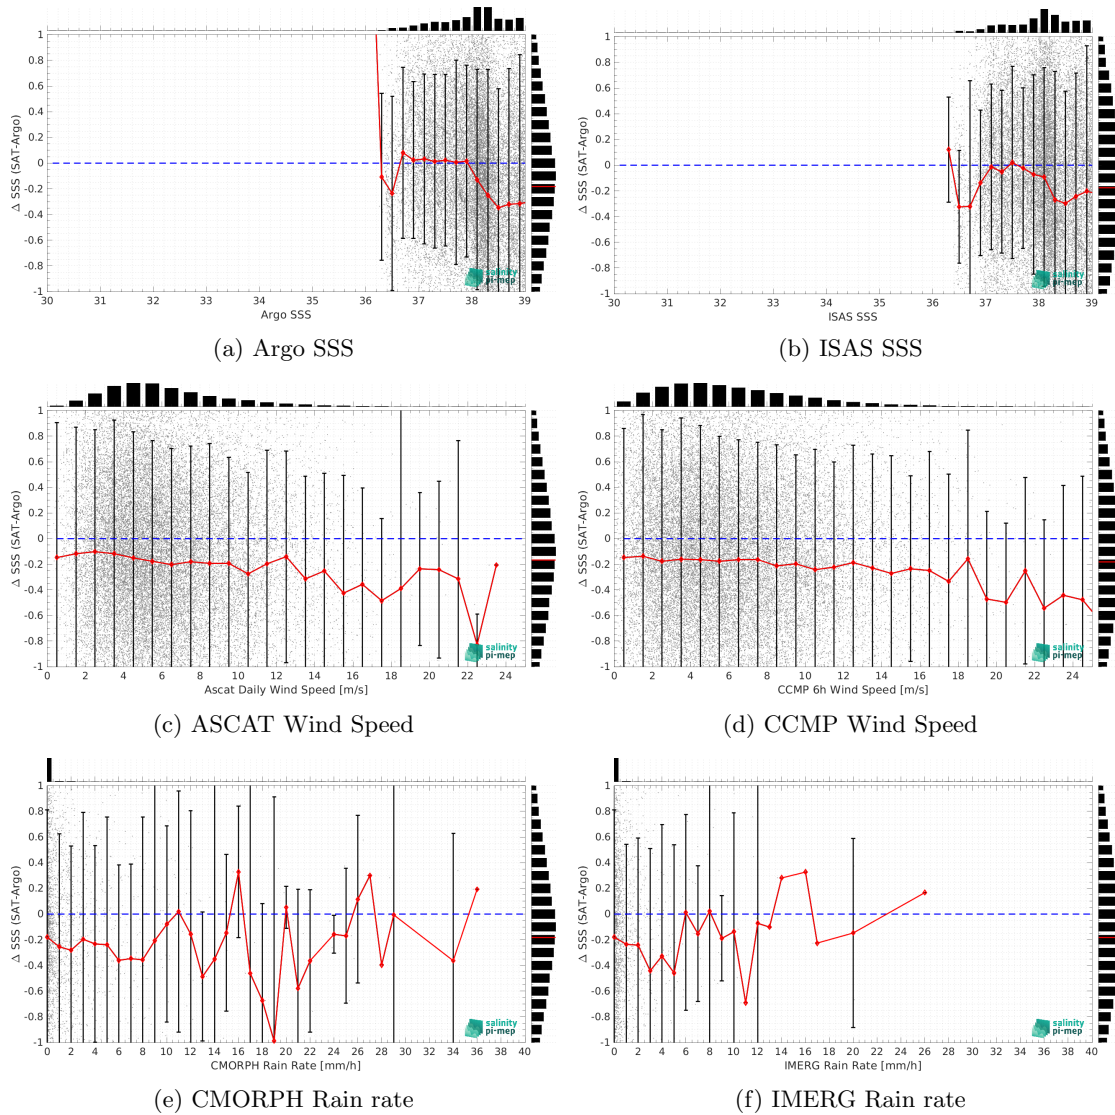 1
0.8
0.6
0.4
0.2
0
-0.2
-0.4
-0.6
-0.8
-1
Δ SSS (SAT-Argo)
salinity
pi-mep
30 31 32 33 34 35 36 37 38 39
Argo SSS
(a) Argo SSS
1
0.8
0.6
0.4
0.2
0
-0.2
-0.4
-0.6
-0.8
-1
Δ SSS (SAT-Argo)
salinity
pi-mep
30 31 32 33 34 35 36 37 38 39
ISAS SSS
(b) ISAS SSS
1
0.8
0.6
0.4
0.2
0
-0.2
-0.4
-0.6
-0.8
-1
Δ SSS (SAT-Argo)
salinity
pi-mep
0 2 4 6 8 10 12 14 16 18 20 22 24
Ascat Daily Wind Speed [m/s]
(c) ASCAT Wind Speed
1
0.8
0.6
0.4
0.2
0
-0.2
-0.4
-0.6
-0.8
-1
Δ SSS (SAT-Argo)
salinity
pi-mep
0 2 4 6 8 10 12 14 16 18 20 22 24
CCMP 6h Wind Speed [m/s]
(d) CCMP Wind Speed
1
0.8
0.6
0.4
0.2
0
-0.2
-0.4
-0.6
-0.8
-1
Δ SSS (SAT-Argo)
salinity
pi-mep
0 2 4 6 8 10 12 14 16 18 20 22 24 26 28 30 32 34 36 38 40
CMORPH Rain Rate [mm/h]
(e) CMORPH Rain rate
1
0.8
0.6
0.4
0.2
0
-0.2
-0.4
-0.6
-0.8
-1
Δ SSS (SAT-Argo)
salinity
pi-mep
0 2 4 6 8 10 12 14 16 18 20 22 24 26 28 30 32 34 36 38 40
IMERG Rain Rate [mm/h]
(f) IMERG Rain rate